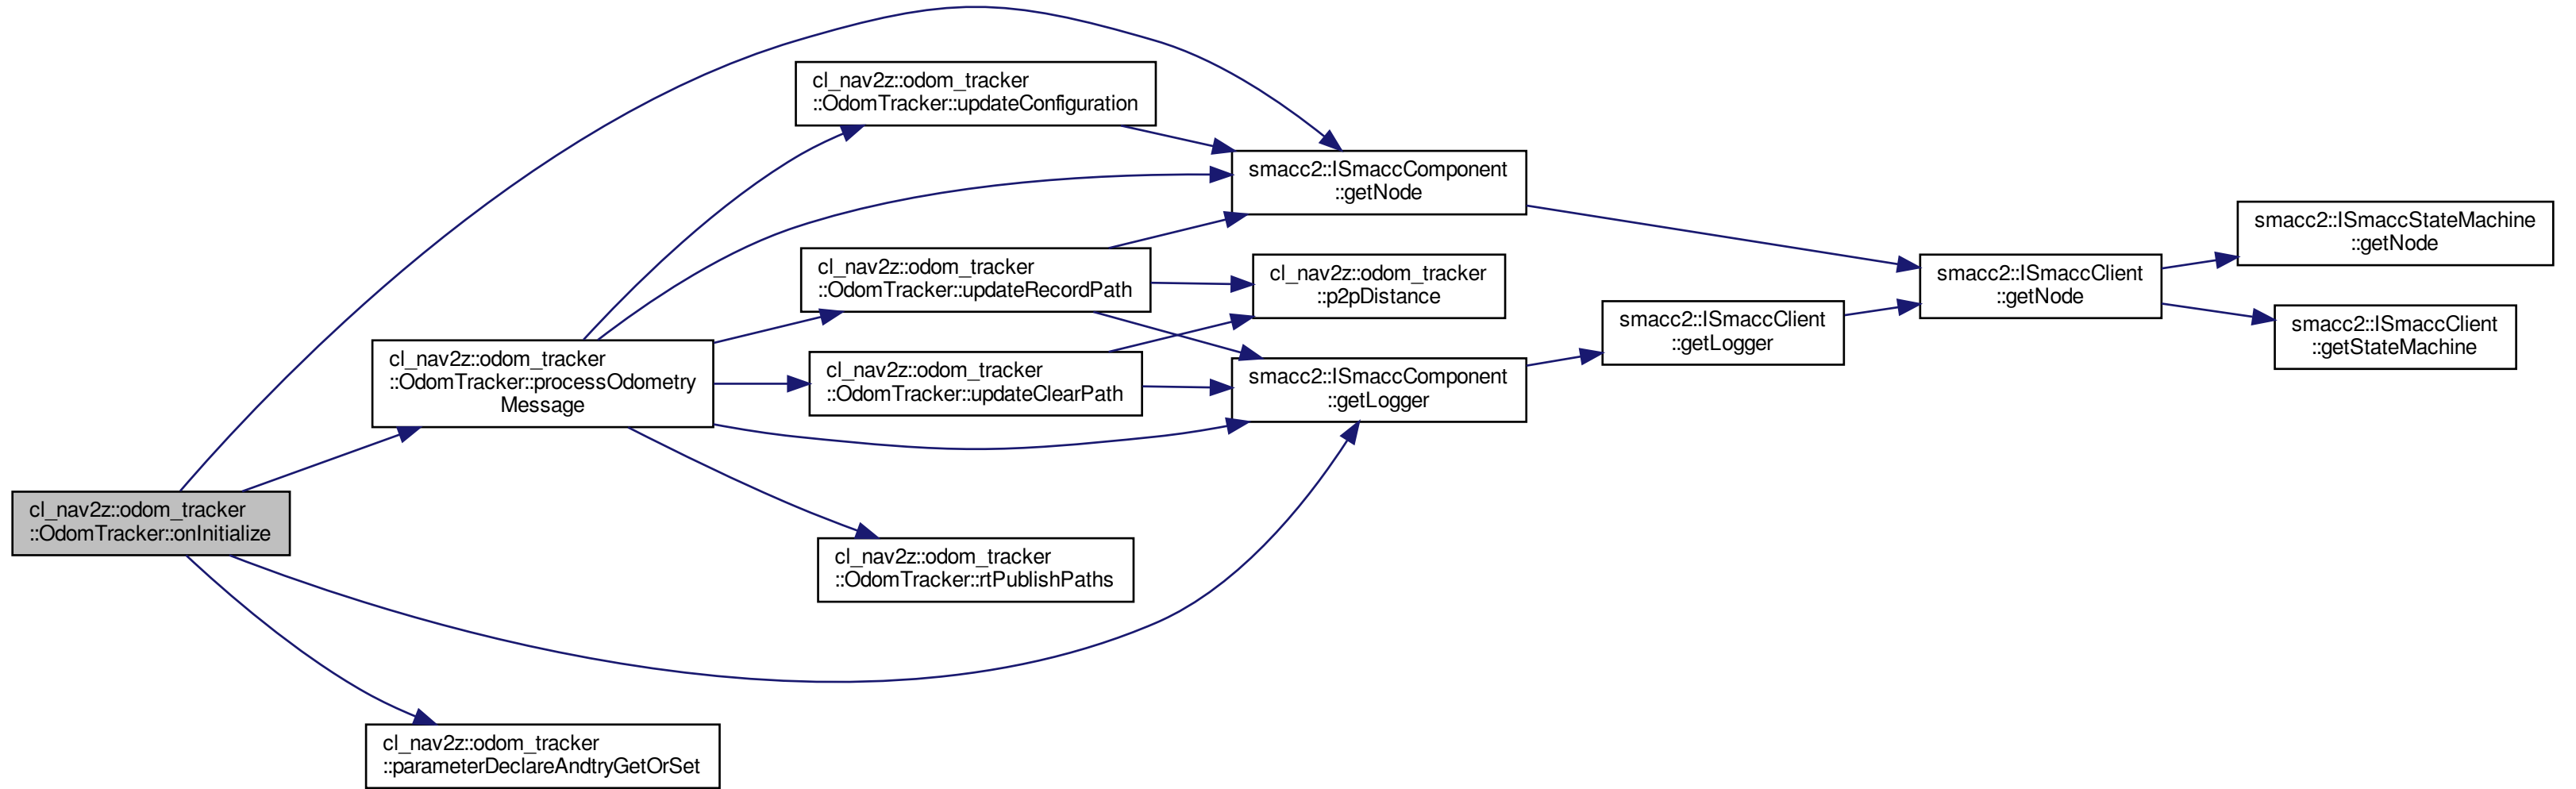 cl_nav2z::odom_tracker
::OdomTracker::onInitialize
cl_nav2z::odom_tracker
::OdomTracker::processOdometry
Message
cl_nav2z::odom_tracker
::parameterDeclareAndtryGetOrSet
cl_nav2z::odom_tracker
::OdomTracker::updateConfiguration
cl_nav2z::odom_tracker
::OdomTracker::updateRecordPath
cl_nav2z::odom_tracker
::OdomTracker::updateClearPath
cl_nav2z::odom_tracker
::OdomTracker::rtPublishPaths
smacc2::ISmaccComponent
::getNode
cl_nav2z::odom_tracker
::p2pDistance
smacc2::ISmaccComponent
::getLogger
smacc2::ISmaccClient
::getLogger
smacc2::ISmaccClient
::getNode
smacc2::ISmaccStateMachine
::getNode
smacc2::ISmaccClient
::getStateMachine